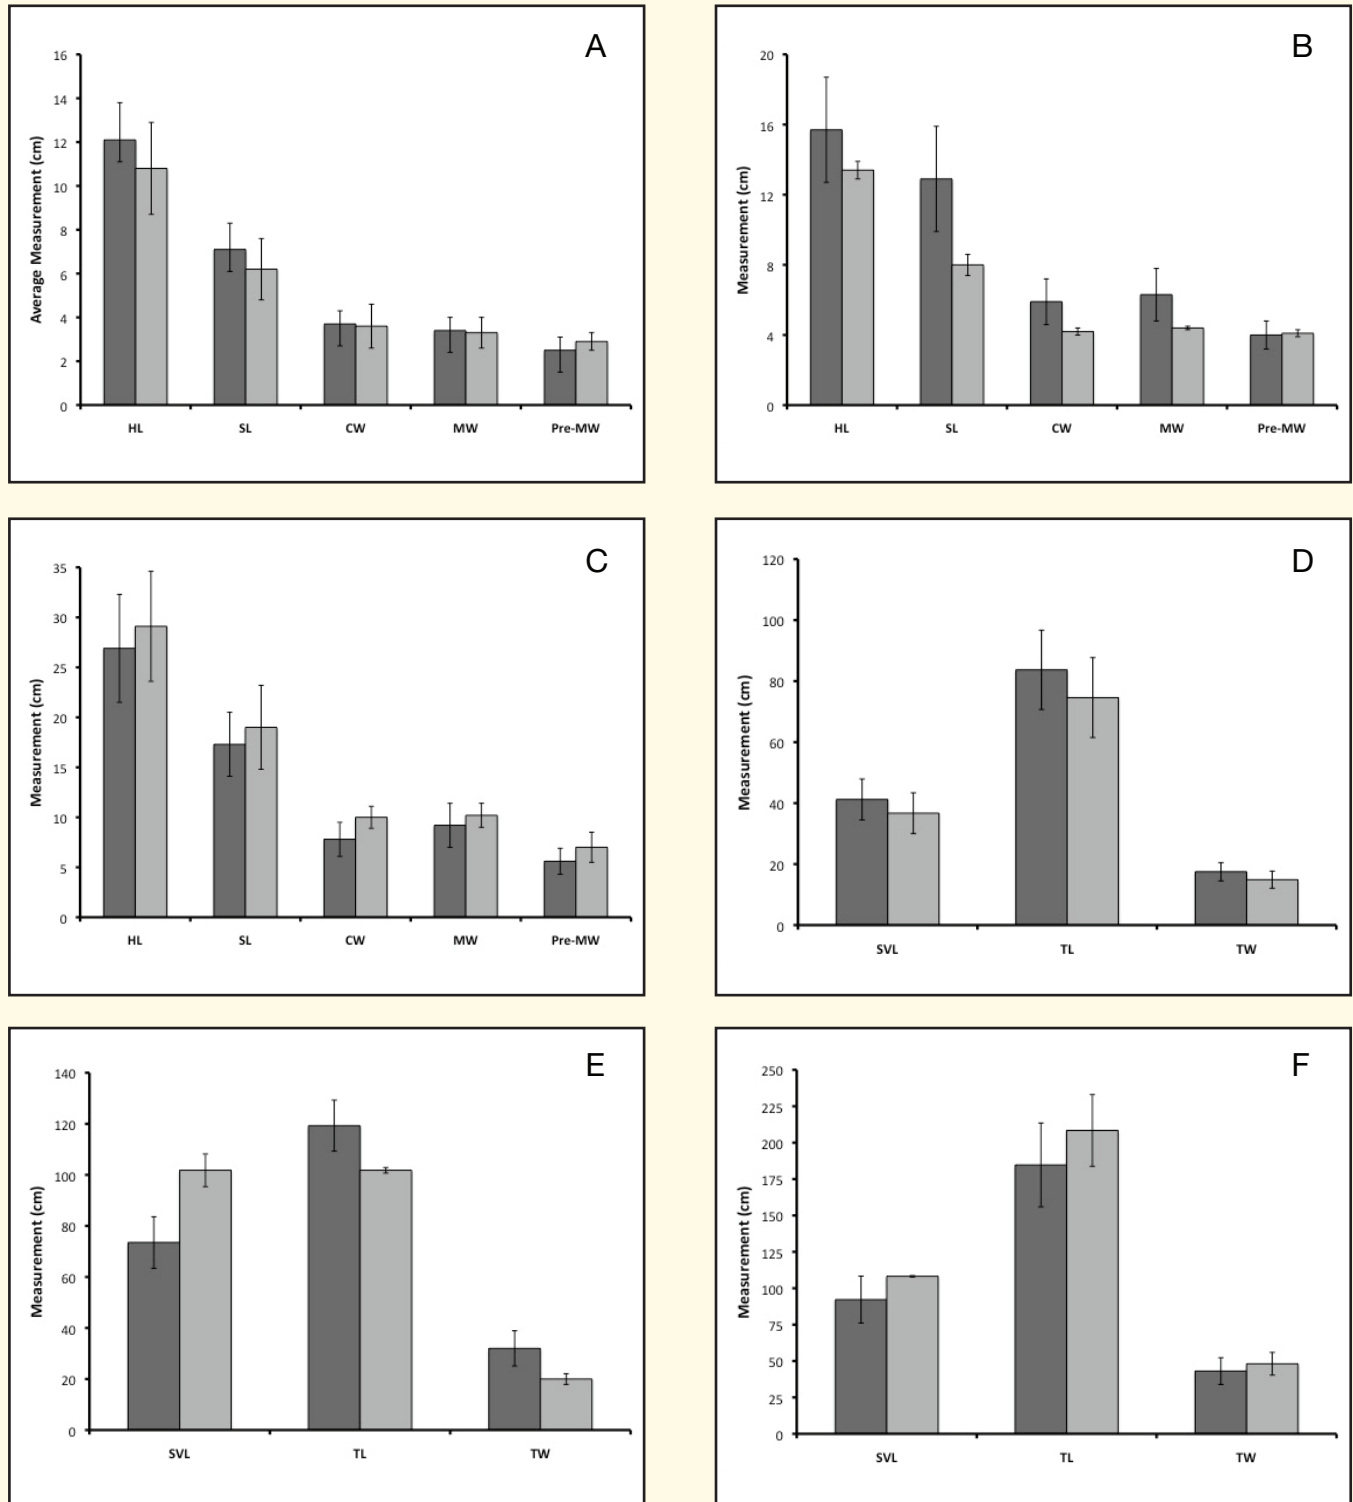 A
Average Measurement (cm)
16
14
12
10
8
6
4
2
0
HL SL CW MW Pre-MW
B
Measurement (cm)
20
16
12
8
4
0
HL SL CW MW Pre-MW
C
Measurement (cm)
35
30
25
20
15
10
5
0
HL SL CW MW Pre-MW
D
Measurement (cm)
120
100
80
60
40
20
0
SVL TL TW
E
Measurement (cm)
140
120
100
80
60
40
20
0
SVL TL TW
F
Measurement (cm)
250
225
200
175
150
125
100
75
50
25
0
SVL TL TW